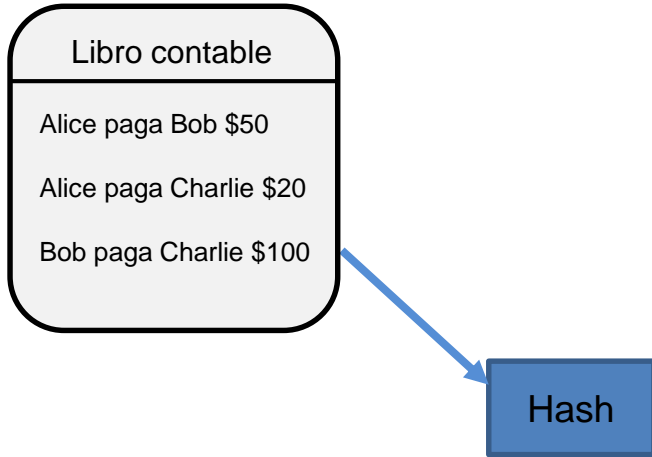 Libro contable
Alice paga Bob $50
Alice paga Charlie $20
Bob paga Charlie $100
Hash